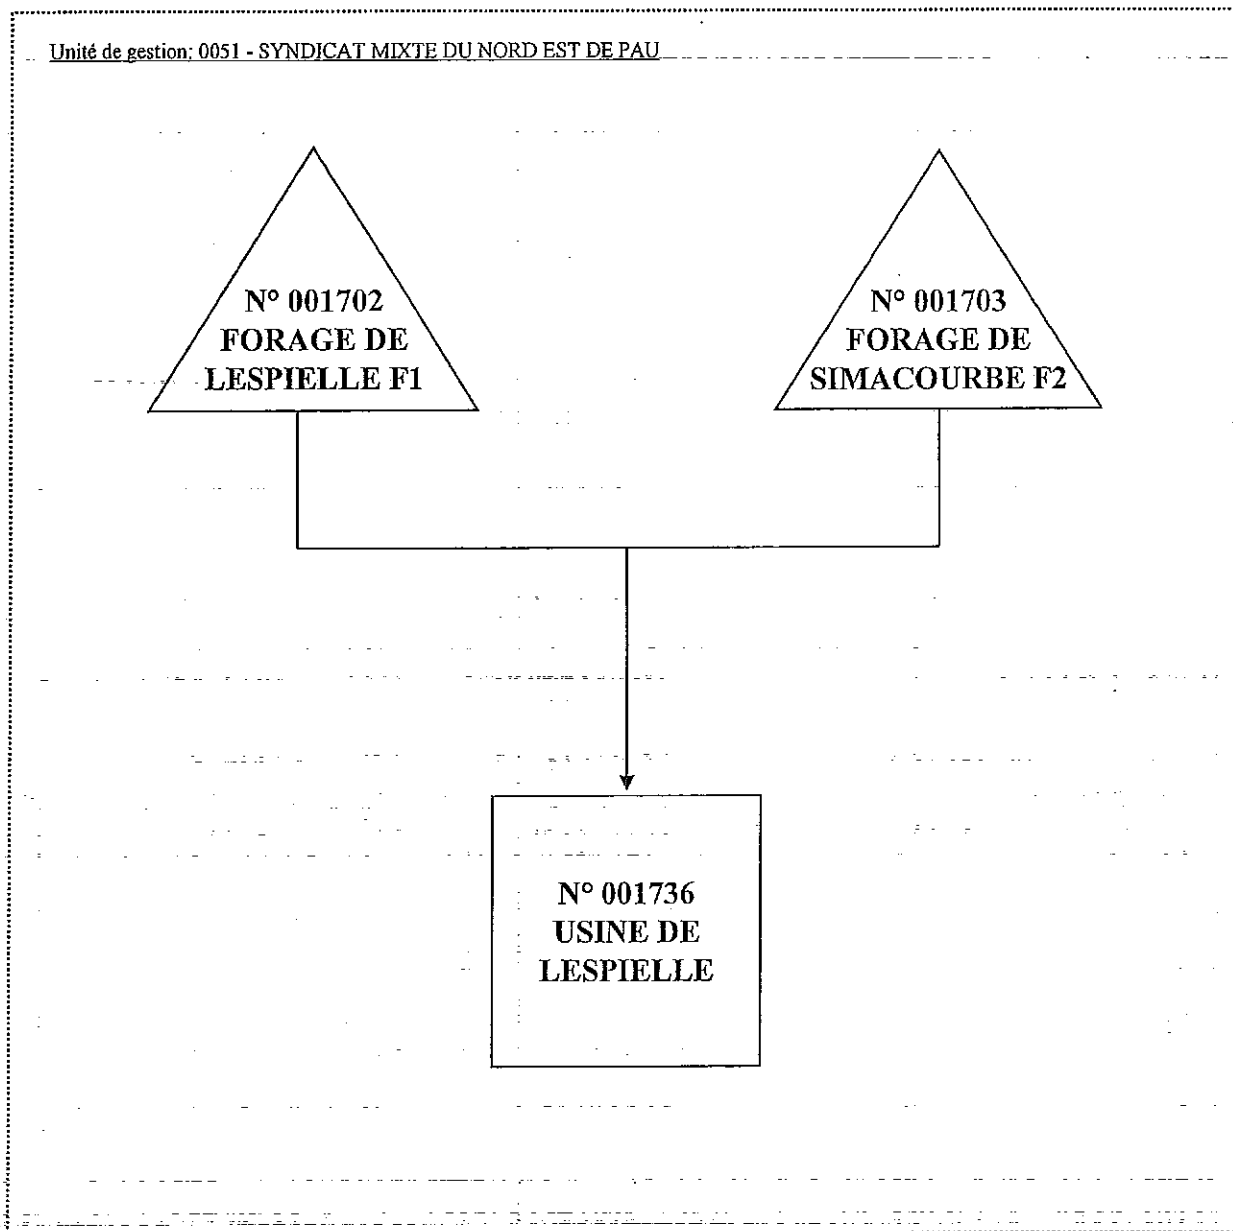 Unité de gestion: 0051 - SYNDICAT MIXTE DU NORD EST DE PAU
N° 001702
FORAGE DE
LESPIELLE F1
N° 001703
FORAGE DE
SIMACOURBE F2
N° 001736
USINE DE
LESPIELLE